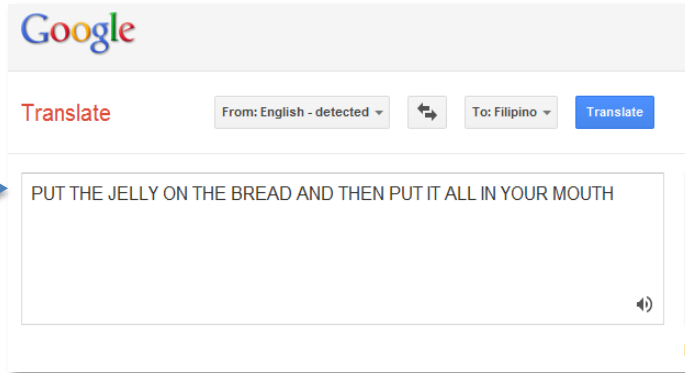 Google
Translate
From: English - detected
To: Filipino
Translate
PUT THE JELLY ON THE BREAD AND THEN PUT IT ALL IN YOUR MOUTH